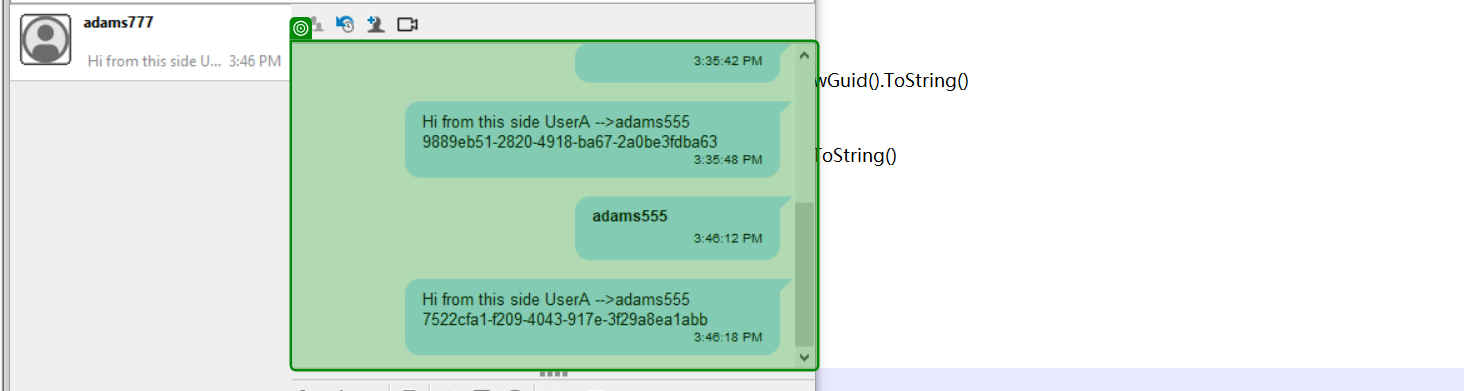 adams777
Hi from this side U... 3:46 PM
3:35:42 PM
wGuid().ToString()
Hi from this side UserA -->adams555
9889eb51-2820-4918-ba67-2a0be3fdba63
3:35:48 PM
ToString()
adams555
3:46:12 PM
Hi from this side UserA -->adams555
7522cfa1-f209-4043-917e-3f29a8ea1abb
3:46:18 PM